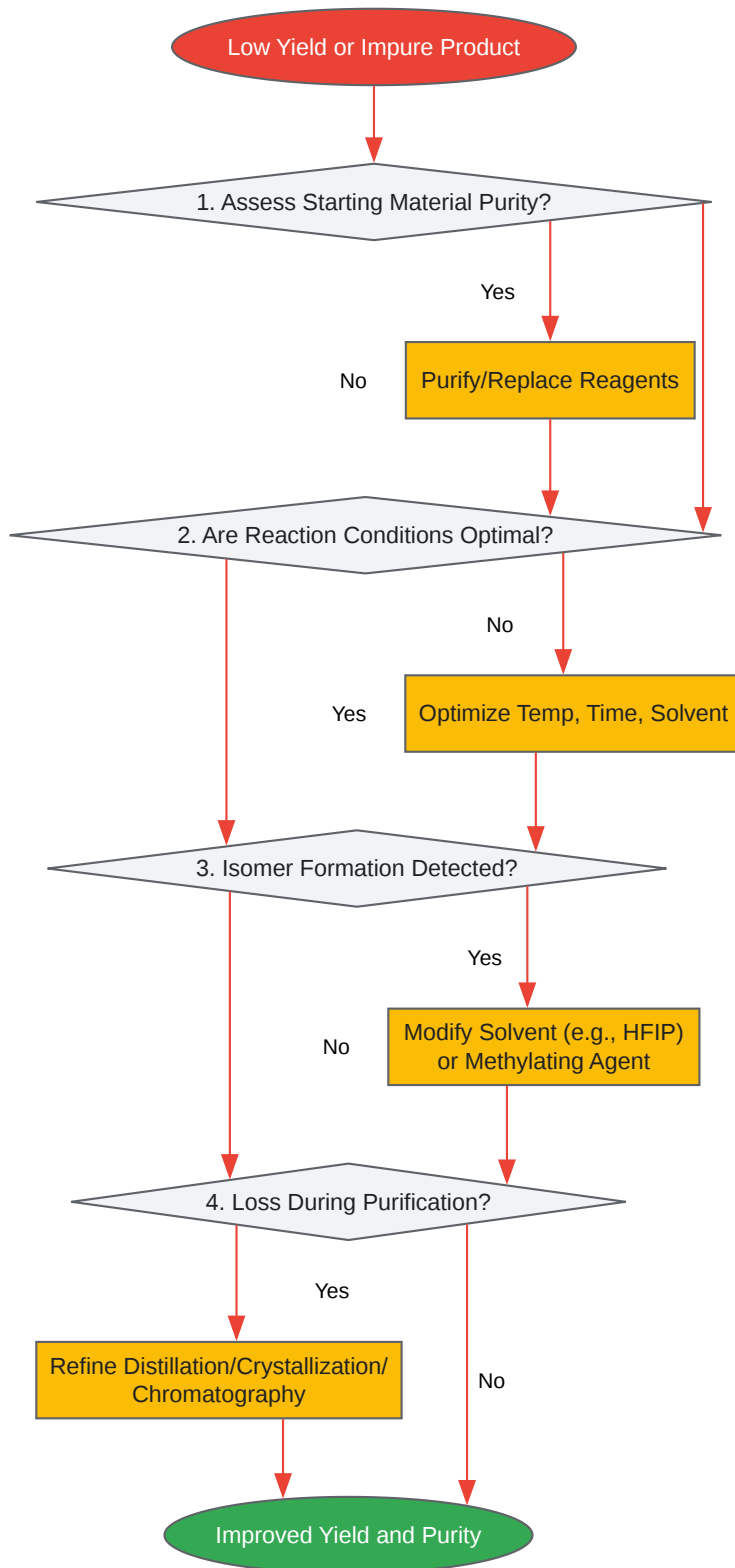 Low Yield or Impure Product
1. Assess Starting Material Purity?
Yes
No
Purify/Replace Reagents
2. Are Reaction Conditions Optimal?
No
Yes
Optimize Temp, Time, Solvent
3. Isomer Formation Detected?
Yes
No
Modify Solvent (e.g., HFIP)
or Methylating Agent
4. Loss During Purification?
Yes
Refine Distillation/Crystallization/
Chromatography
No
Improved Yield and Purity